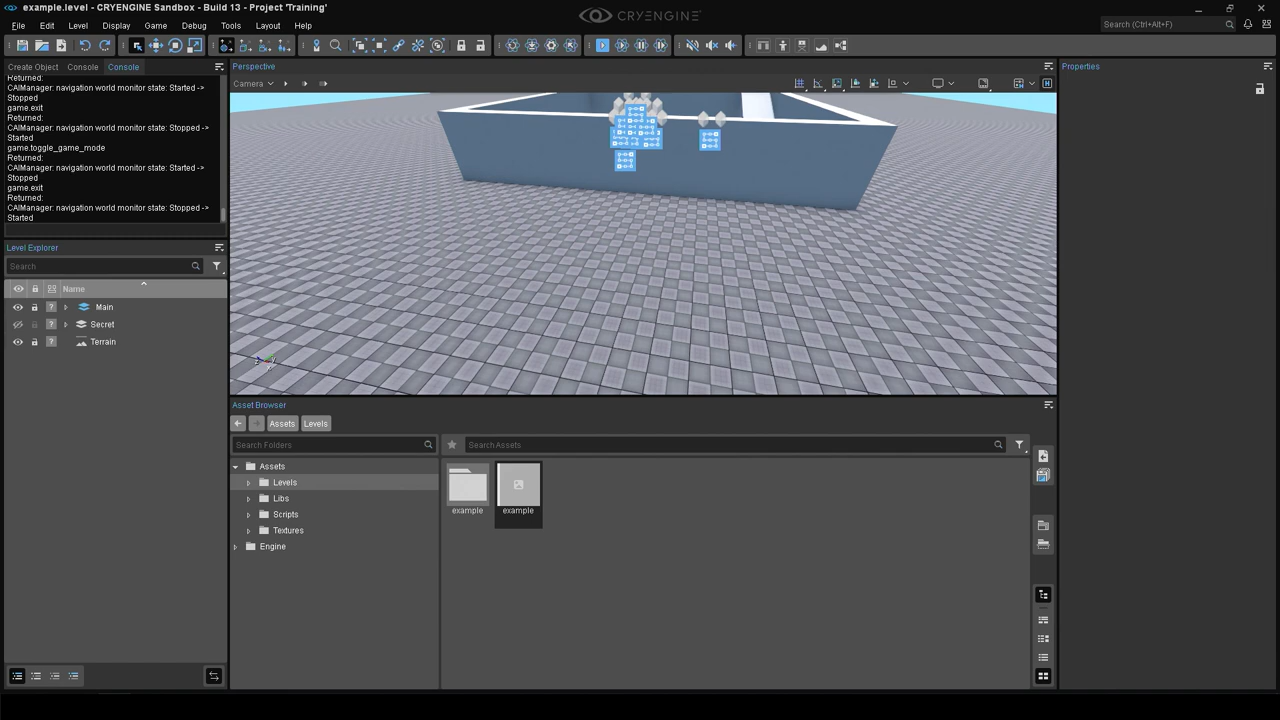 example.level - CRYENGINE Sandbox - Build 13 - Project 'Training'
CRYENGINE
File Edit Level Display Game Debug Tools Layout Help
Search (Ctrl+Alt+F)
Create Object Console Console
Returned:
CAIManager: navigation world monitor state: Started ->
Stopped
game.exit
Returned:
CAIManager: navigation world monitor state: Stopped ->
Started
game.toggle_game_mode
Returned:
CAIManager: navigation world monitor state: Started ->
Stopped
game.exit
Returned:
CAIManager: navigation world monitor state: Stopped ->
Started
Level Explorer
Search
Name
? Main
? Secret
? Terrain
Perspective
Camera
Properties
Asset Browser
Assets Levels
Search Folders
Search Assets
Assets
Levels
Libs
Scripts
Textures
Engine
example
example